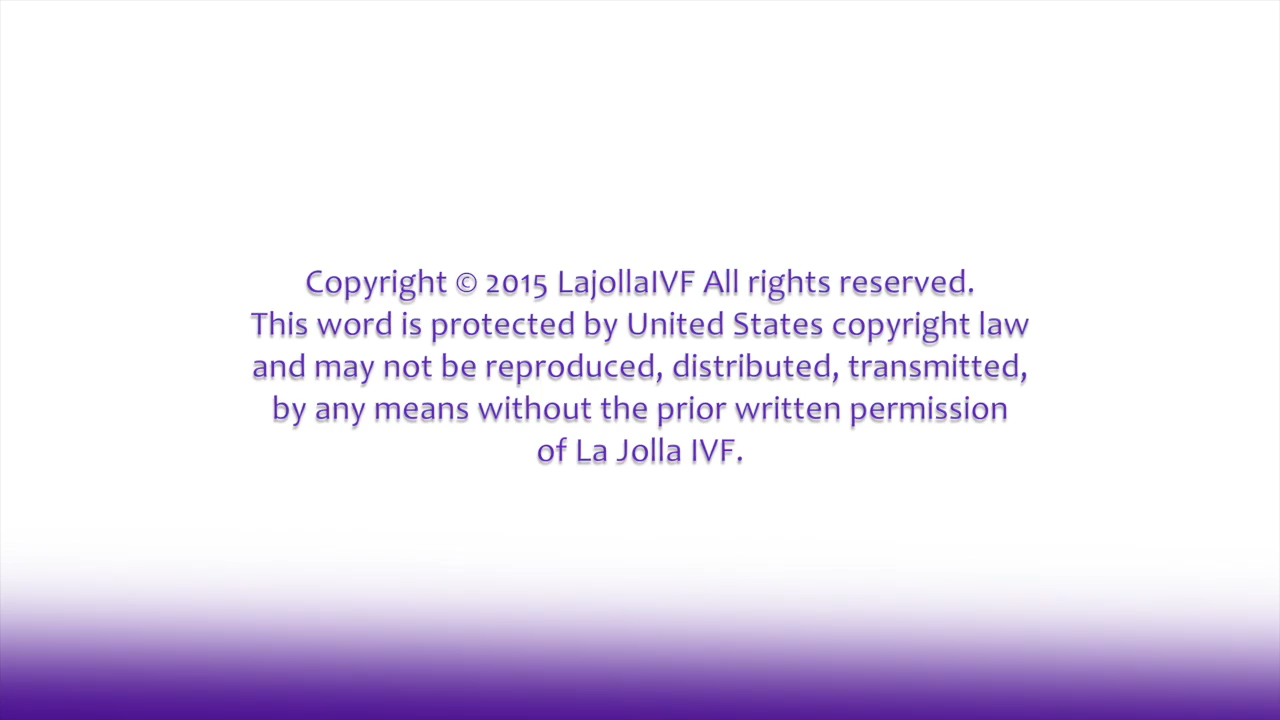 Copyright © 2015 LajollaIVF All rights reserved.
This word is protected by United States copyright law
and may not be reproduced, distributed, transmitted,
by any means without the prior written permission
of La Jolla IVF.